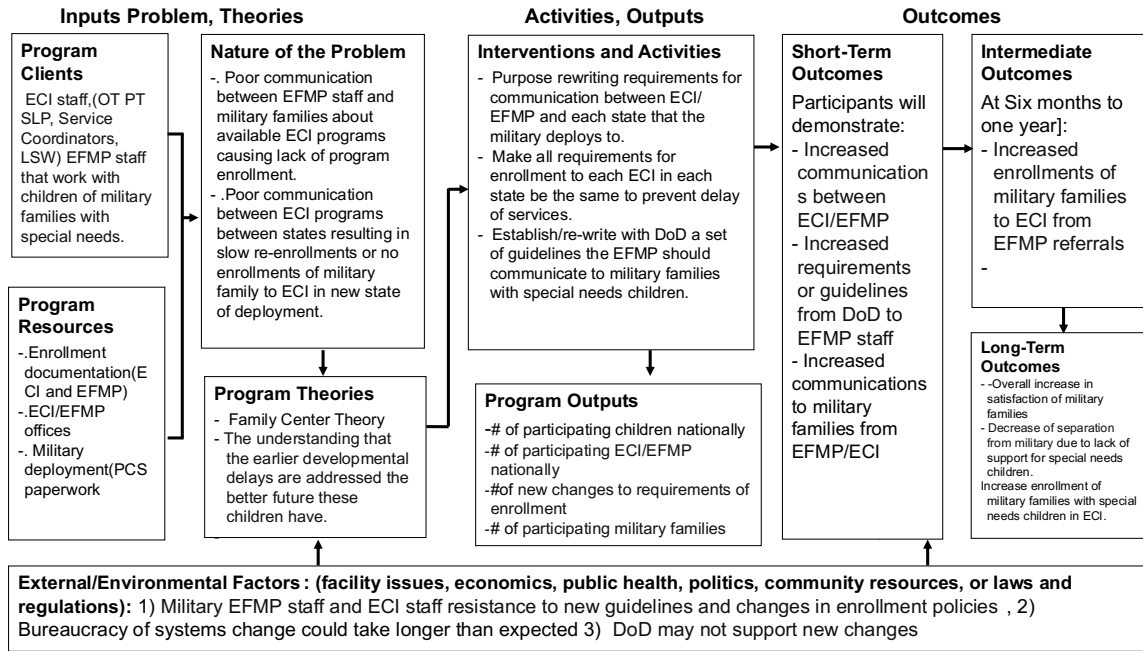 Inputs Problem, Theories
Activities, Outputs
Outcomes
Program
Clients
ECI staff,(OT PT
SLP, Service
Coordinators,
LSW) EFMP staff
that work with
children of military
families with
special needs.
Program
Resources
-.Enrollment
documentation(E
CI and EFMP)
-.ECI/EFMP
offices
-. Military
deployment(PCS
paperwork
Nature of the Problem
-. Poor communication
between EFMP staff and
military families about
available ECI programs
causing lack of program
enrollment.
- .Poor communication
between ECI programs
between states resulting in
slow re-enrollments or no
enrollments of military
family to ECI in new state
of deployment.
Program Theories
- Family Center Theory
- The understanding that
the earlier developmental
delays are addressed the
better future these
children have.
-
Interventions and Activities
- Purpose rewriting requirements for
communication between ECI/
EFMP and each state that the
military deploys to.
- Make all requirements for
enrollment to each ECI in each
state be the same to prevent delay
of services.
- Establish/re-write with DoD a set
of guidelines the EFMP should
communicate to military families
with special needs children.
Program Outputs
-# of participating children nationally
-# of participating ECI/EFMP
nationally
-#of new changes to requirements of
enrollment
-# of participating military families
Short-Term
Outcomes
Participants will
demonstrate:
- Increased
communication
s between
ECI/EFMP
- Increased
requirements
or guidelines
from DoD to
EFMP staff
- Increased
communications
to military
families from
EFMP/ECI
Intermediate
Outcomes
At Six months to
one year]:
- Increased
enrollments of
military families
to ECI from
EFMP referrals
-
Long-Term
Outcomes
- -Overall increase in
satisfaction of military
families
- Decrease of separation
from military due to lack of
support for special needs
children.
Increase enrollment of
military families with special
needs children in ECI.
External/Environmental Factors : (facility issues, economics, public health, politics, community resources, or laws and
regulations): 1) Military EFMP staff and ECI staff resistance to new guidelines and changes in enrollment policies , 2)
Bureaucracy of systems change could take longer than expected 3) DoD may not support new changes